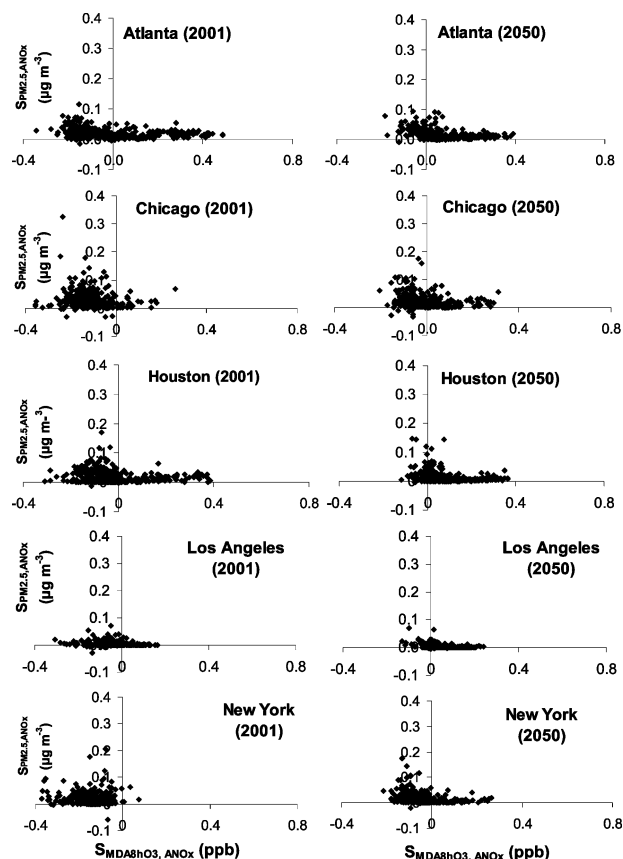 0.4 0.4
Atlanta (2001) Atlanta (2050)
0.3 0.3
0.2 0.2
0.1 0.1
0.0 0.0
-0.4 0.0 0.4 0.8 -0.4 0.0 0.4 0.8
-0.1 -0.1
SPM2.5,ANOx
(µg m-3)
0.4 0.4
Chicago (2001) Chicago (2050)
0.3 0.3
0.2 0.2
0.1 0.1
-0.4 0 0.4 0.8 -0.4 0.0 0.4 0.8
-0.1 -0.1
SPM2.5,ANOx
(µg m-3)
0.4 0.4
Houston (2001) Houston (2050)
0.3 0.3
0.2 0.2
0.1 0.1
-0.4 0 0.4 0.8 -0.4 0 0.4 0.8
-0.1 -0.1
SPM2.5,ANOx
(µg m-3)
0.4 0.4
Los Angeles Los Angeles
(2001) (2050)
0.3 0.3
0.2 0.2
0.1 0.1
-0.4 0 0.4 0.8 -0.4 0 0.4 0.8
-0.1 -0.1
SPM2.5,ANOx
(µg m-3)
0.4 0.4
New York New York
(2001) (2050)
0.3 0.3
0.2 0.2
0.1 0.1
-0.4 0 0.4 0.8 -0.4 0.0 0.4 0.8
-0.1 -0.1
SPM2.5,ANOx
(µg m-3)
SMDA8hO3, ANOx (ppb) SMDA8hO3, ANOx (ppb)